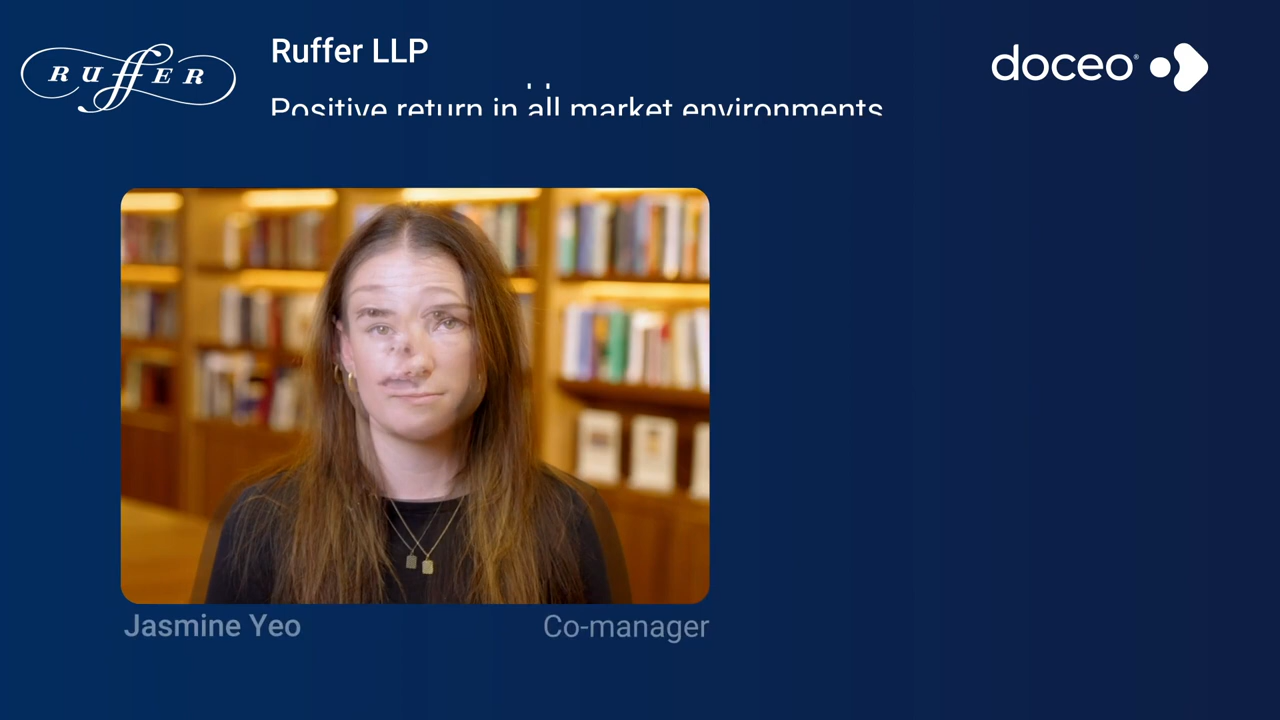 RUFFER
Ruffer LLP
Positive return in all market environments
doceo
Jasmine Yeo
Co-manager